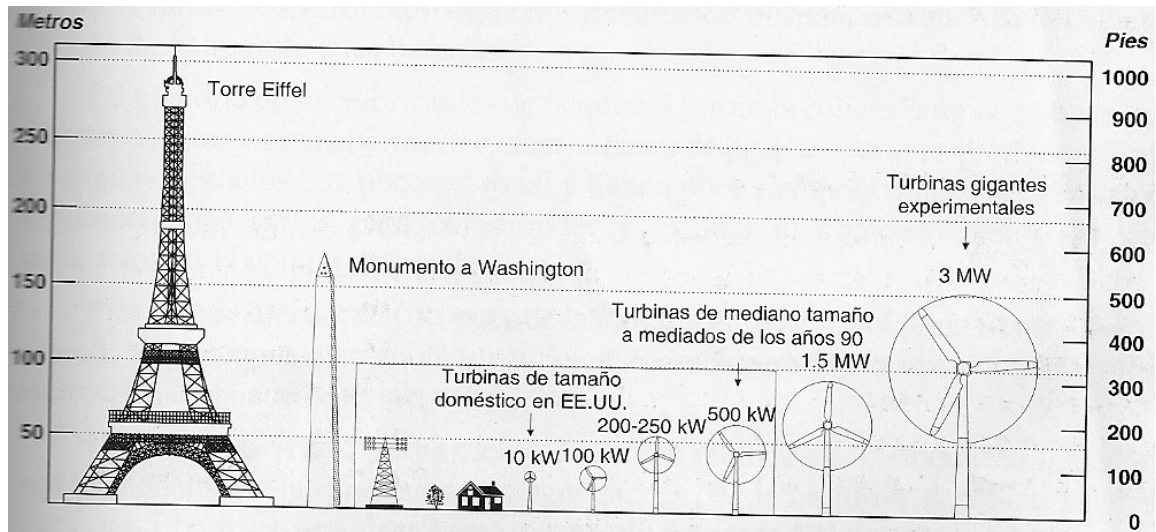 Metros
Pies
300
250
200
150
100
50
1000
900
800
700
600
500
400
300
200
100
0
Torre Eiffel
Monumento a Washington
Turbinas de tamaño
doméstico en EE.UU.
10 kW
100 kW
200-250 kW
500 kW
Turbinas de mediano tamaño
a mediados de los años 90
1.5 MW
Turbinas gigantes
experimentales
3 MW